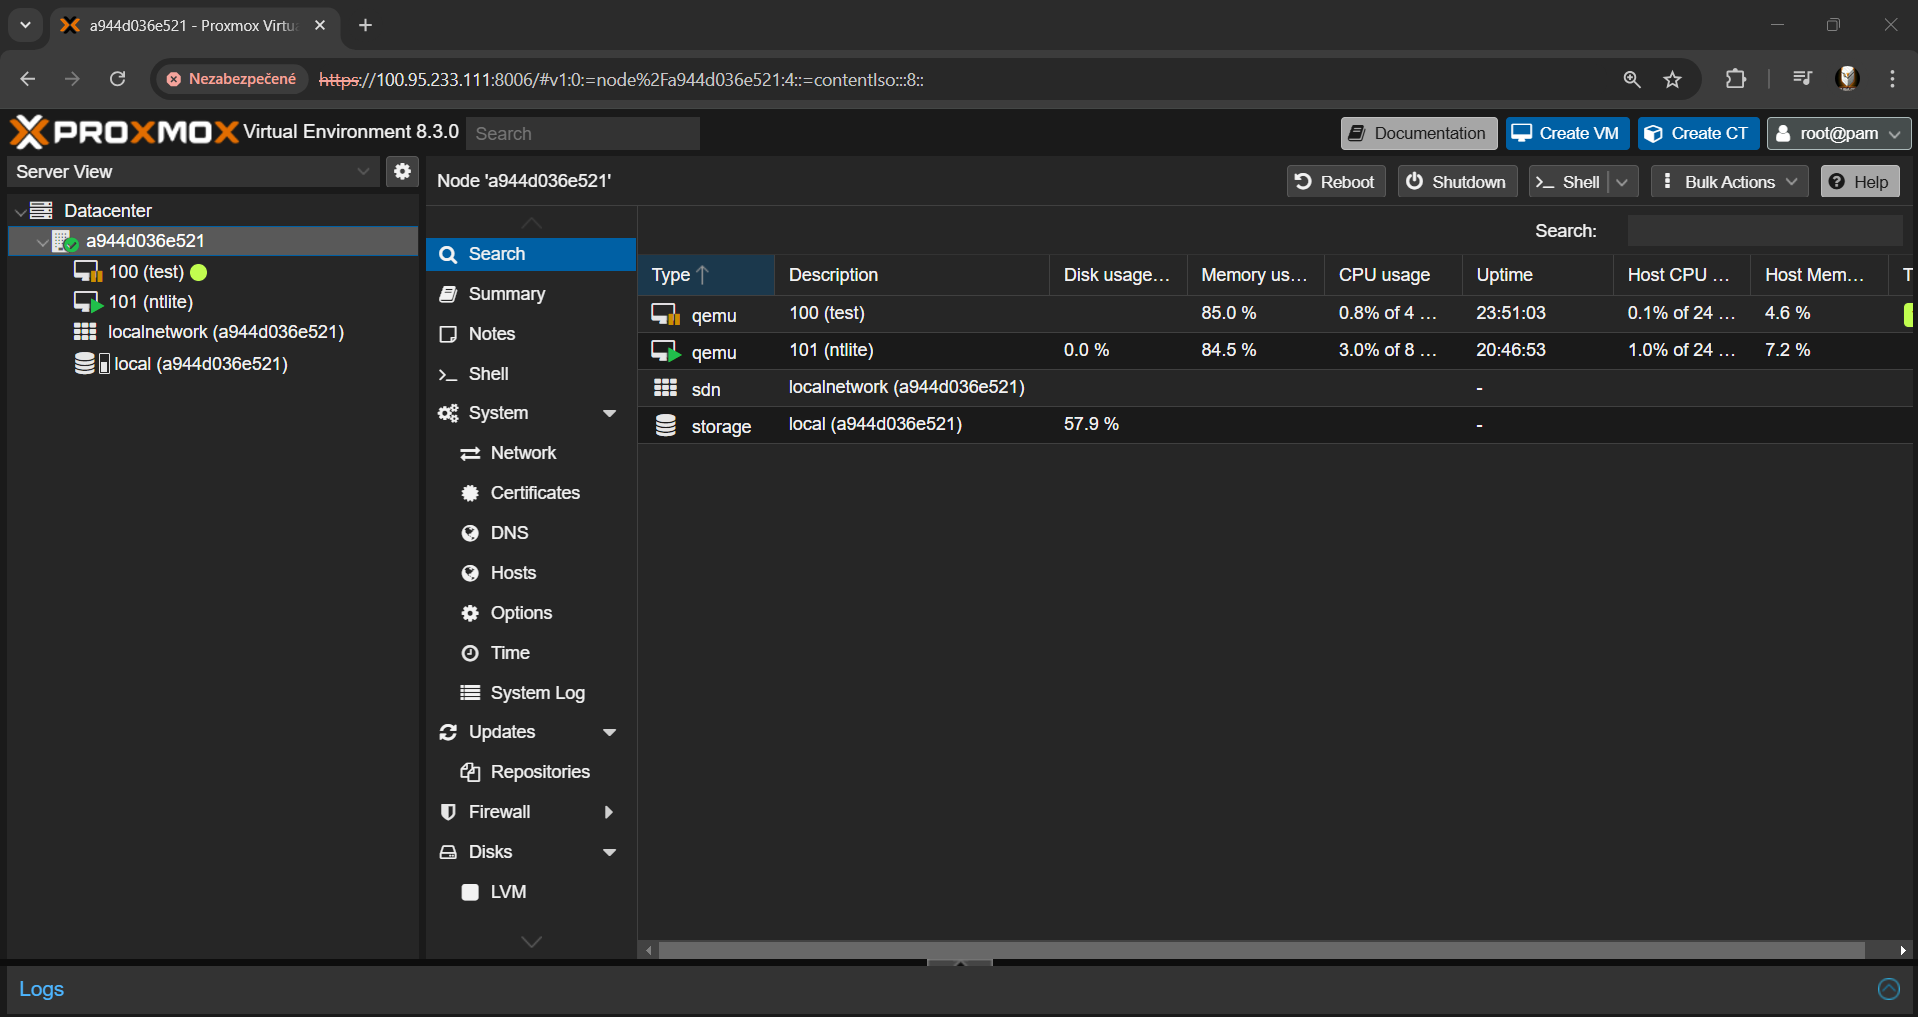 a944d036e521 - Proxmox Virtu
Nezabezpečené
https://100.95.233.111:8006/#v1:0:=node%2Fa944d036e521:4::=contentIso:::8::
PROXMOX Virtual Environment 8.3.0
Search
Documentation
Create VM
Create CT
root@pam
Server View
Node 'a944d036e521'
Reboot
Shutdown
Shell
Bulk Actions
Help
Datacenter
a944d036e521
100 (test)
101 (ntlite)
localnetwork (a944d036e521)
local (a944d036e521)
Search
Summary
Notes
Shell
System
Network
Certificates
DNS
Hosts
Options
Time
System Log
Updates
Repositories
Firewall
Disks
LVM
Search:
Type Description Disk usage... Memory us... CPU usage Uptime Host CPU ... Host Mem... T
qemu 100 (test) 85.0 % 0.8% of 4 ... 23:51:03 0.1% of 24 ... 4.6 %
qemu 101 (ntlite) 0.0 % 84.5 % 3.0% of 8 ... 20:46:53 1.0% of 24 ... 7.2 %
sdn localnetwork (a944d036e521) -
storage local (a944d036e521) 57.9 % -
Logs